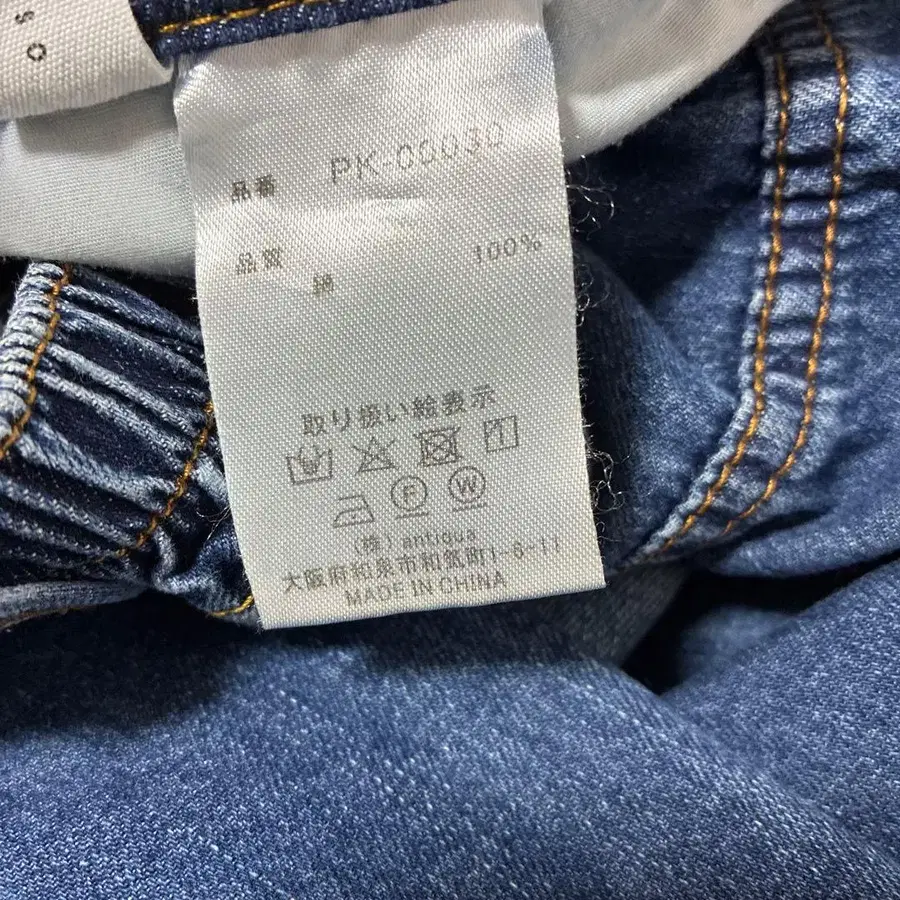 S
O
品番 PK-00030
品質 100%
綿
取り扱い絵表示
F W
(株) antiqua
大阪府和泉市和気町1-6-11
MADE IN CHINA